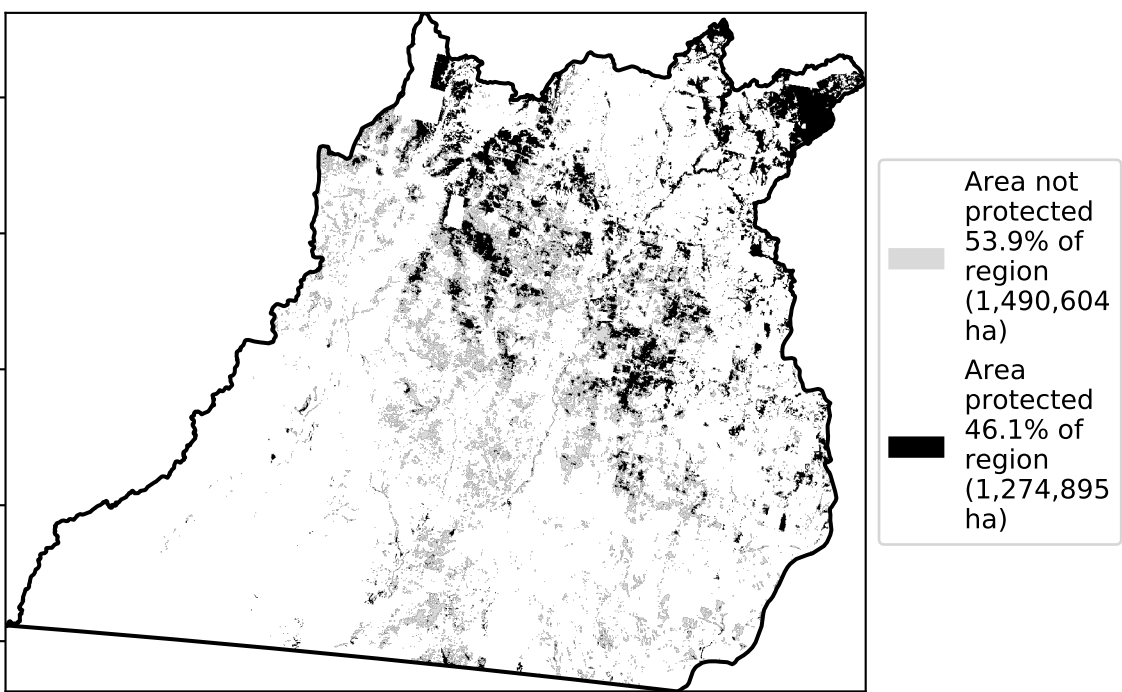 Area not
protected
53.9% of
region
(1,490,604
ha)
Area
protected
46.1% of
region
(1,274,895
ha)